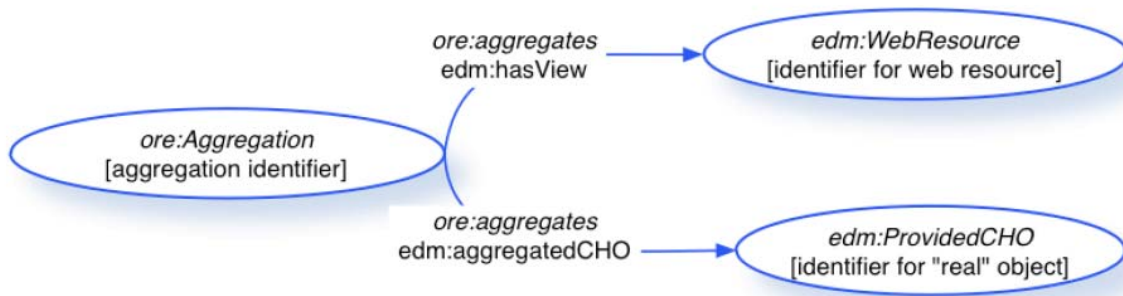 ore:aggregates
edm:hasView
edm:WebResource
[identifier for web resource]
ore:Aggregation
[aggregation identifier]
ore:aggregates
edm:aggregatedCHO
edm:ProvidedCHO
[identifier for "real" object]